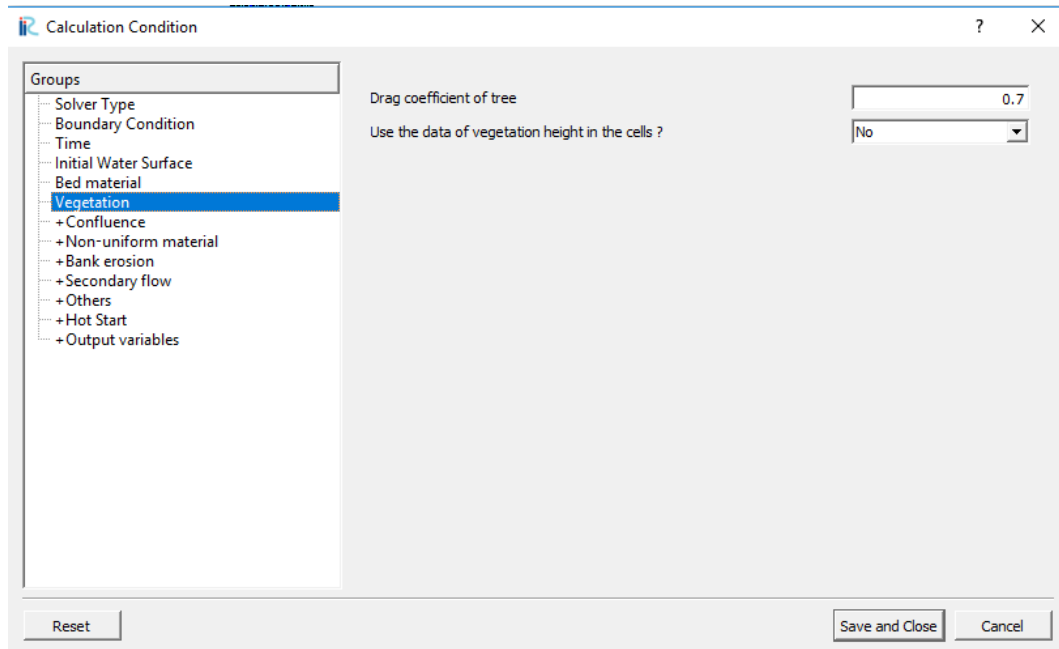 iRiC Calculation Condition ? ×
Groups
Solver Type
Boundary Condition
Time
Initial Water Surface
Bed material
Vegetation
+Confluence
+Non-uniform material
+Bank erosion
+Secondary flow
+Others
+Hot Start
+Output variables
Drag coefficient of tree 0.7
Use the data of vegetation height in the cells ? No
Reset Save and Close Cancel